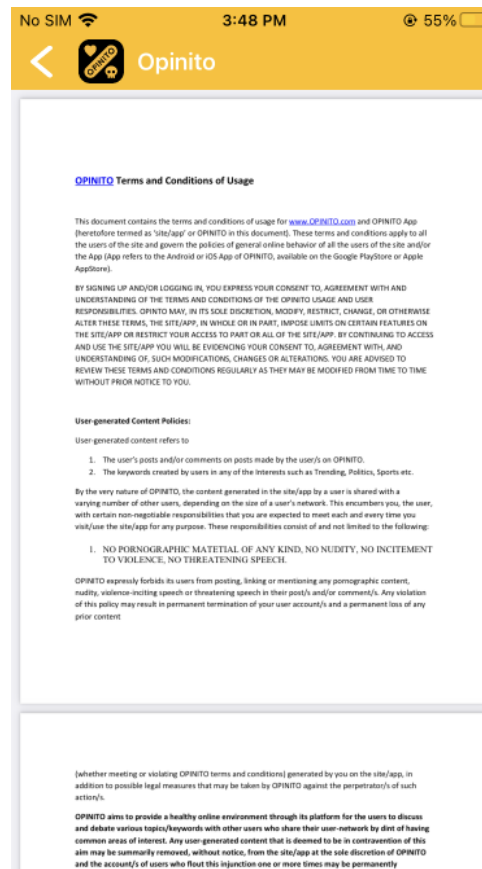 No SIM 3:48 PM 55%
OPINITO Opinito
OPINITO Terms and Conditions of Usage
This document contains the terms and conditions of usage for www.OPINITO.com and OPINITO App
(heretofore termed as 'site/app' or OPINITO in this document). These terms and conditions apply to all
the users of the site and govern the policies of general online behavior of all the users of the site and/or
the App (App refers to the Android or iOS App of OPINITO, available on the Google PlayStore or Apple
AppStore).
BY SIGNING UP AND/OR LOGGING IN, YOU EXPRESS YOUR CONSENT TO, AGREEMENT WITH AND
UNDERSTANDING OF THE TERMS AND CONDITIONS OF THE OPINITO USAGE AND USER
RESPONSIBILITIES. OPINTO MAY, IN ITS SOLE DISCRETION, MODIFY, RESTRICT, CHANGE, OR OTHERWISE
ALTER THESE TERMS, THE SITE/APP, IN WHOLE OR IN PART, IMPOSE LIMITS ON CERTAIN FEATURES ON
THE SITE/APP OR RESTRICT YOUR ACCESS TO PART OR ALL OF THE SITE/APP. BY CONTINUING TO ACCESS
AND USE THE SITE/APP YOU WILL BE EVIDENCING YOUR CONSENT TO, AGREEMENT WITH, AND
UNDERSTANDING OF, SUCH MODIFICATIONS, CHANGES OR ALTERATIONS. YOU ARE ADVISED TO
REVIEW THESE TERMS AND CONDITIONS REGULARLY AS THEY MAY BE MODIFIED FROM TIME TO TIME
WITHOUT PRIOR NOTICE TO YOU.
User-generated Content Policies:
User-generated content refers to
1. The user's posts and/or comments on posts made by the user/s on OPINITO.
2. The keywords created by users in any of the Interests such as Trending, Politics, Sports etc.
By the very nature of OPINITO, the content generated in the site/app by a user is shared with a
varying number of other users, depending on the size of a user's network. This encumbers you, the user,
with certain non-negotiable responsibilities that you are expected to meet each and every time you
visit/use the site/app for any purpose. These responsibilities consist of and not limited to the following:
1. NO PORNOGRAPHIC MATETIAL OF ANY KIND, NO NUDITY, NO INCITEMENT
TO VIOLENCE, NO THREATENING SPEECH.
OPINITO expressly forbids its users from posting, linking or mentioning any pornographic content,
nudity, violence-inciting speech or threatening speech in their post/s and/or comment/s. Any violation
of this policy may result in permanent termination of your user account/s and a permanent loss of any
prior content
(whether meeting or violating OPINITO terms and conditions) generated by you on the site/app, in
addition to possible legal measures that may be taken by OPINITO against the perpetrator/s of such
action/s.
OPINITO aims to provide a healthy online environment through its platform for the users to discuss
and debate various topics/keywords with other users who share their user-network by dint of having
common areas of interest. Any user-generated content that is deemed to be in contravention of this
aim may be summarily removed, without notice, from the site/app at the sole discretion of OPINITO
and the account/s of users who flout this injunction one or more times may be permanently